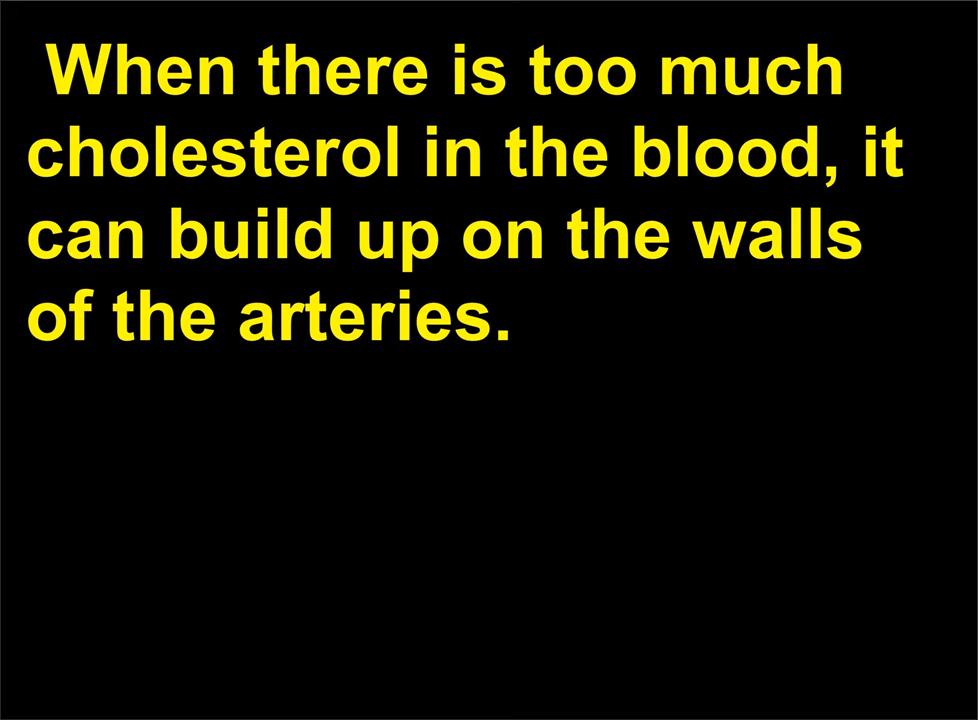 When there is too much
cholesterol in the blood, it
can build up on the walls
of the arteries.